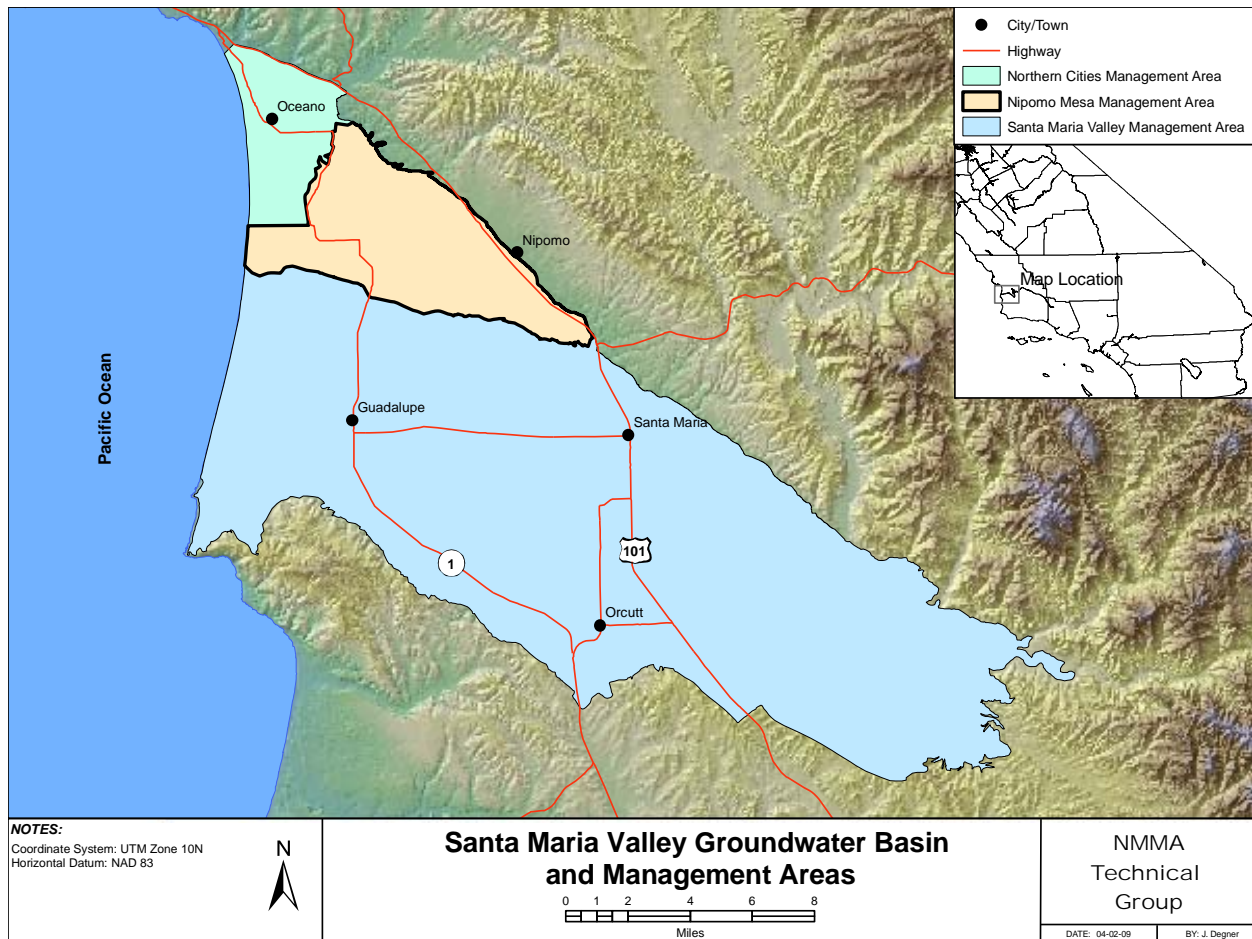 City/Town
Highway
Northern Cities Management Area
Nipomo Mesa Management Area
Santa Maria Valley Management Area
Map Location
Oceano
Nipomo
Pacific Ocean
Guadalupe
Santa Maria
101
1
Orcutt
NOTES:
Coordinate System: UTM Zone 10N
Horizontal Datum: NAD 83
N
Santa Maria Valley Groundwater Basin
and Management Areas
0 1 2 4 6 8
Miles
NMMA
Technical
Group
DATE: 04-02-09
BY: J. Degner